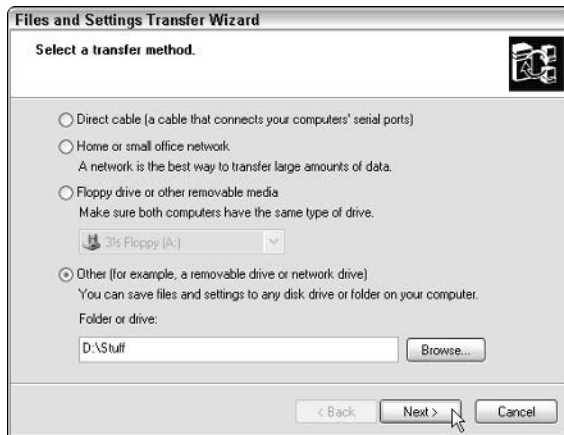 Files and Settings Transfer Wizard
Select a transfer method.
Direct cable (a cable that connects your computers' serial ports)
Home or small office network
A network is the best way to transfer large amounts of data.
Floppy drive or other removable media
Make sure both computers have the same type of drive.
3½ Floppy (A:)
Other (for example, a removable drive or network drive)
You can save files and settings to any disk drive or folder on your computer.
Folder or drive:
D:\Stuff
Browse...
< Back
Next >
Cancel